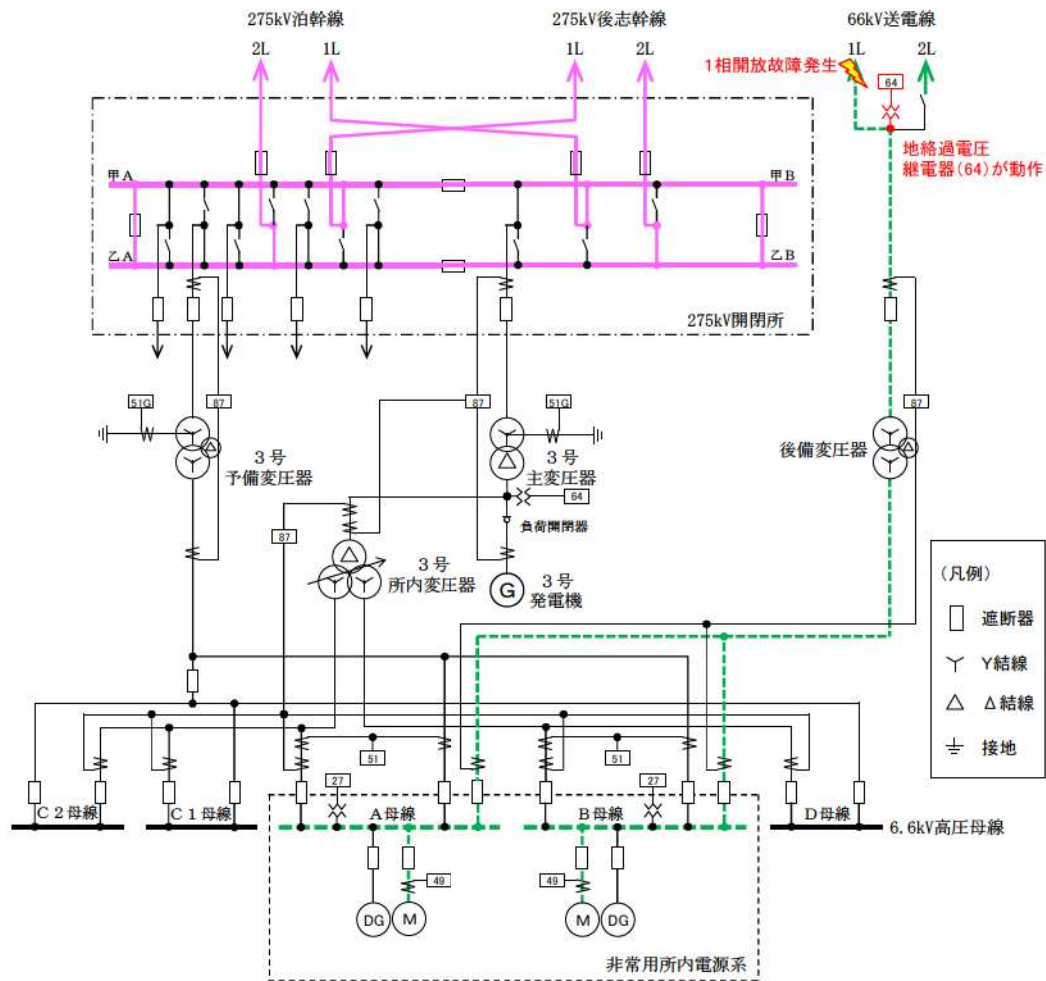 275kV泊幹線
275kV後志幹線
66kV送電線
2L
1L
1L
2L
1L
2L
1相開放故障発生
64
地絡過電圧
継電器(64)が動作
甲A
甲B
乙A
乙B
275kV開閉所
51G
87
87
51G
87
3号
予備変圧器
3号
主変圧器
後備変圧器
64
負荷開閉器
87
3号
所内変圧器
G
3号
発電機
(凡例)
遮断器
Y結線
Δ結線
接地
51
51
27
27
C2母線
C1母線
A母線
B母線
D母線
6.6kV高圧母線
49
49
DG
M
M
DG
非常用所内電源系